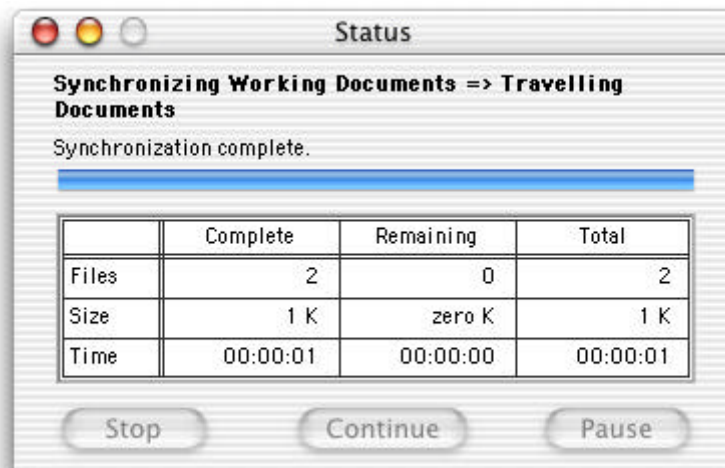 Status
Synchronizing Working Documents => Travelling
Documents
Synchronization complete.
Complete Remaining Total
Files 2 0 2
Size 1 K zero K 1 K
Time 00:00:01 00:00:00 00:00:01
Stop Continue Pause